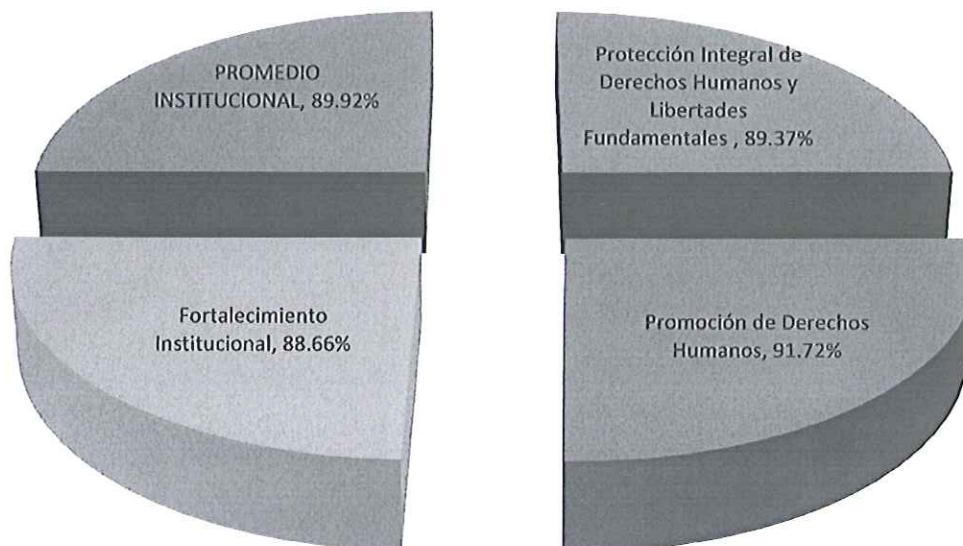 PROMEDIO
INSTITUCIONAL, 89.92%
Protección Integral de
Derechos Humanos y
Libertades
Fundamentales , 89.37%
Fortalecimiento
Institucional, 88.66%
Promoción de Derechos
Humanos, 91.72%